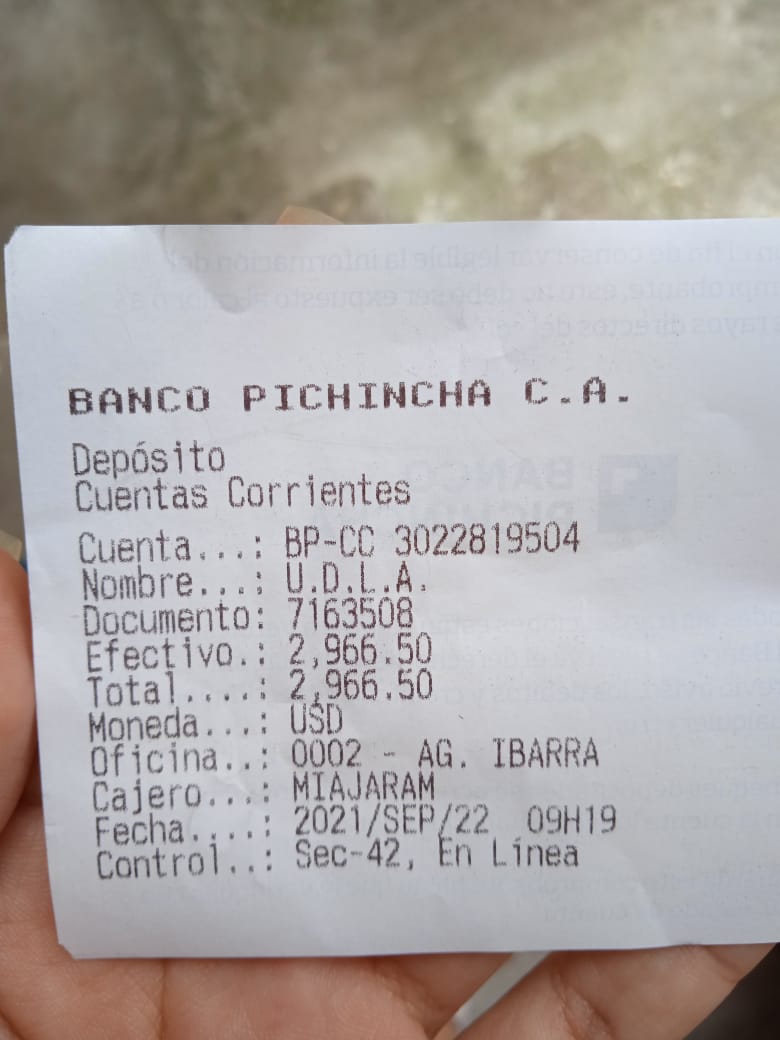 BANCO PICHINCHA C.A.
Depósito
Cuentas Corrientes
Cuenta...: BP-CC 3022819504
Nombre...: U.D.L.A.
Documento: 7163508
Efectivo.: 2,966.50
Total....: 2,966.50
Moneda...: USD
Oficina..: 0002 - AG. IBARRA
Cajero...: MIAJARAM
Fecha....: 2021/SEP/22 09H19
Control..: Sec-42, En Línea